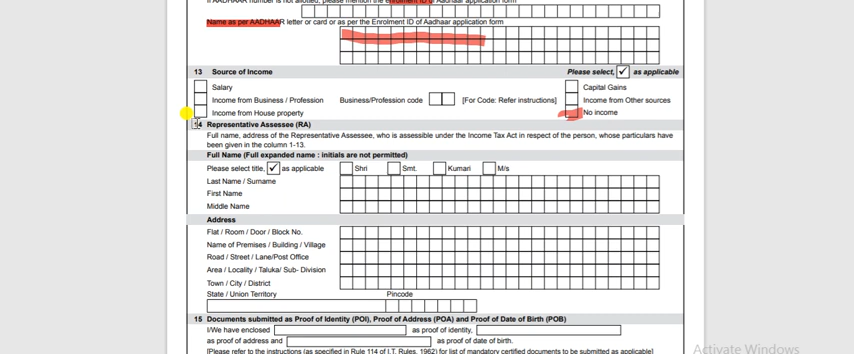 If AADHAAR number is not allotted, please mention the enrolment ID of Aadhaar application form
Name as per AADHAAR letter or card or as per the Enrolment ID of Aadhaar application form
13 Source of Income Please select, ✓ as applicable
Salary Capital Gains
Income from Business / Profession Business/Profession code [For Code: Refer instructions] Income from Other sources
Income from House property No income
14 Representative Assessee (RA)
Full name, address of the Representative Assessee, who is assessible under the Income Tax Act in respect of the person, whose particulars have
been given in the column 1-13.
Full Name (Full expanded name : initials are not permitted)
Please select title, ✓ as applicable Shri Smt. Kumari M/s
Last Name / Surname
First Name
Middle Name
Address
Flat / Room / Door / Block No.
Name of Premises / Building / Village
Road / Street / Lane/Post Office
Area / Locality / Taluka/ Sub- Division
Town / City / District
State / Union Territory Pincode
15 Documents submitted as Proof of Identity (POI), Proof of Address (POA) and Proof of Date of Birth (POB)
I/We have enclosed as proof of identity,
as proof of address and as proof of date of birth.
[Please refer to the instructions (as specified in Rule 114 of I.T. Rules, 1962) for list of mandatory certified documents to be submitted as applicable]
Activate Windows